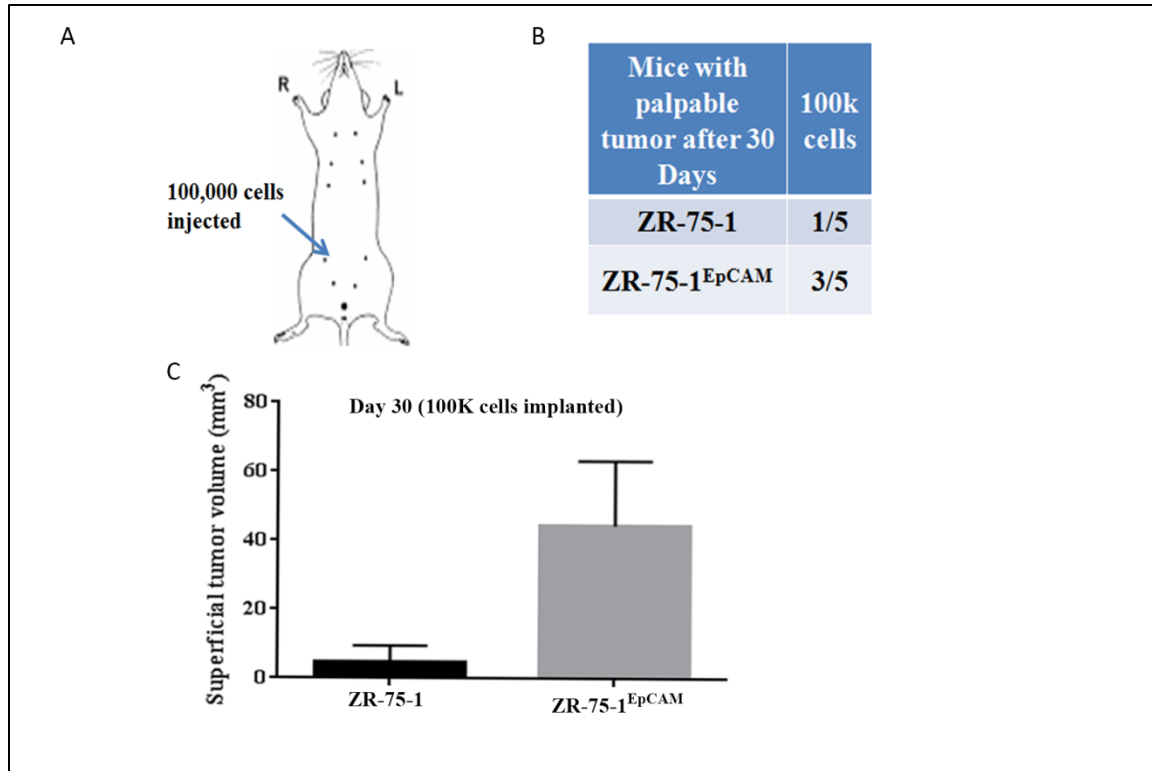 A
R
L
100,000 cells
injected
B
Mice with
palpable
tumor after 30
Days
100k
cells
ZR-75-1
1/5
ZR-75-1EpCAM
3/5
C
Superficial tumor volume (mm3)
Day 30 (100K cells implanted)
80
60
40
20
0
ZR-75-1
ZR-75-1EpCAM